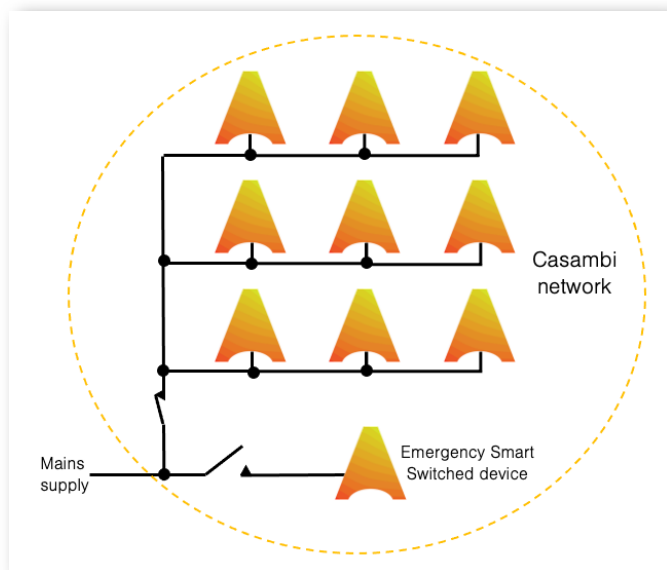 Casambi
network
Mains
supply
Emergency Smart
Switched device